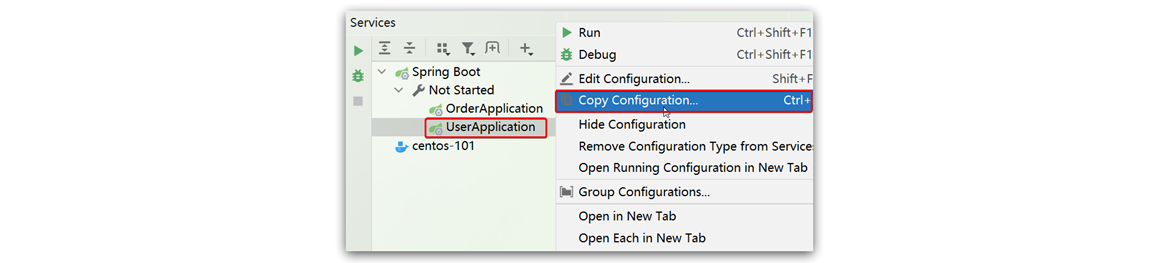 Services
Spring Boot
Not Started
OrderApplication
UserApplication
centos-101
Run Ctrl+Shift+F1
Debug Ctrl+Shift+F1
Edit Configuration... Shift+F
Copy Configuration... Ctrl+
Hide Configuration
Remove Configuration Type from Services
Open Running Configuration in New Tab
Group Configurations...
Open in New Tab
Open Each in New Tab